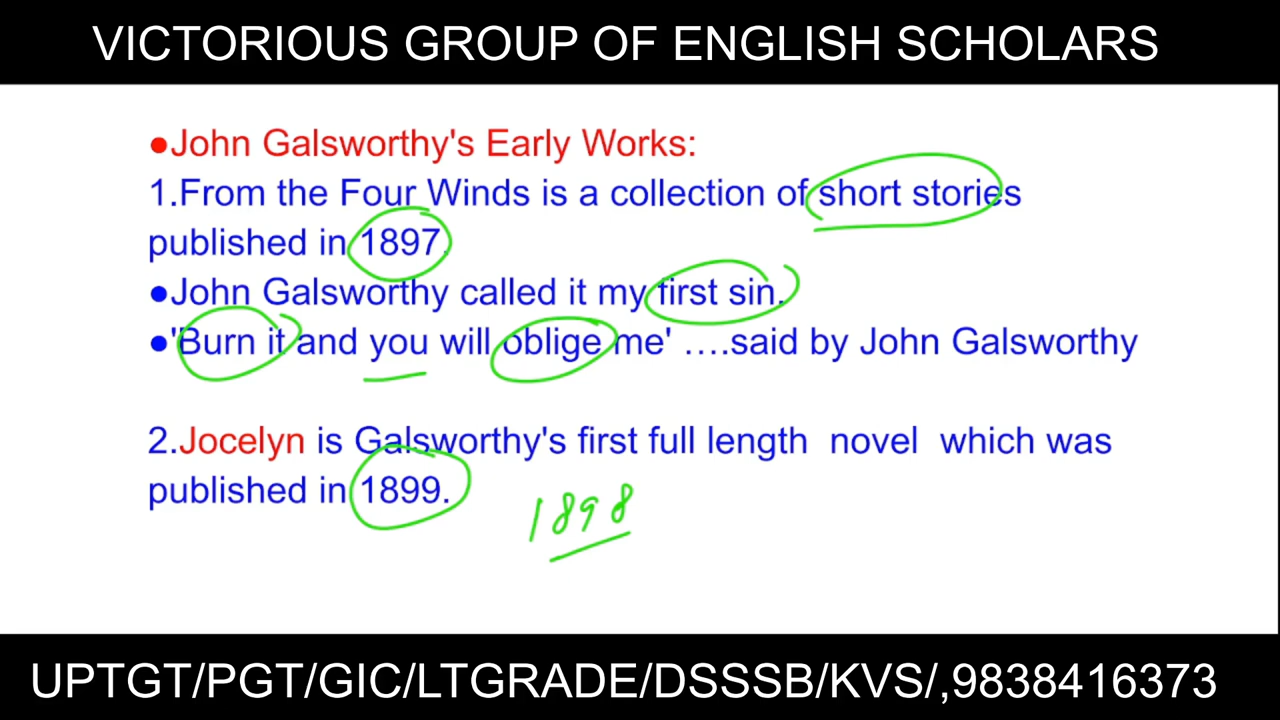 VICTORIOUS GROUP OF ENGLISH SCHOLARS
●John Galsworthy's Early Works:
1.From the Four Winds is a collection of short stories
published in 1897.
●John Galsworthy called it my first sin.
●'Burn it and you will oblige me' ....said by John Galsworthy
2.Jocelyn is Galsworthy's first full length novel which was
published in 1899.
1898
UPTGT/PGT/GIC/LTGRADE/DSSSB/KVS/,9838416373